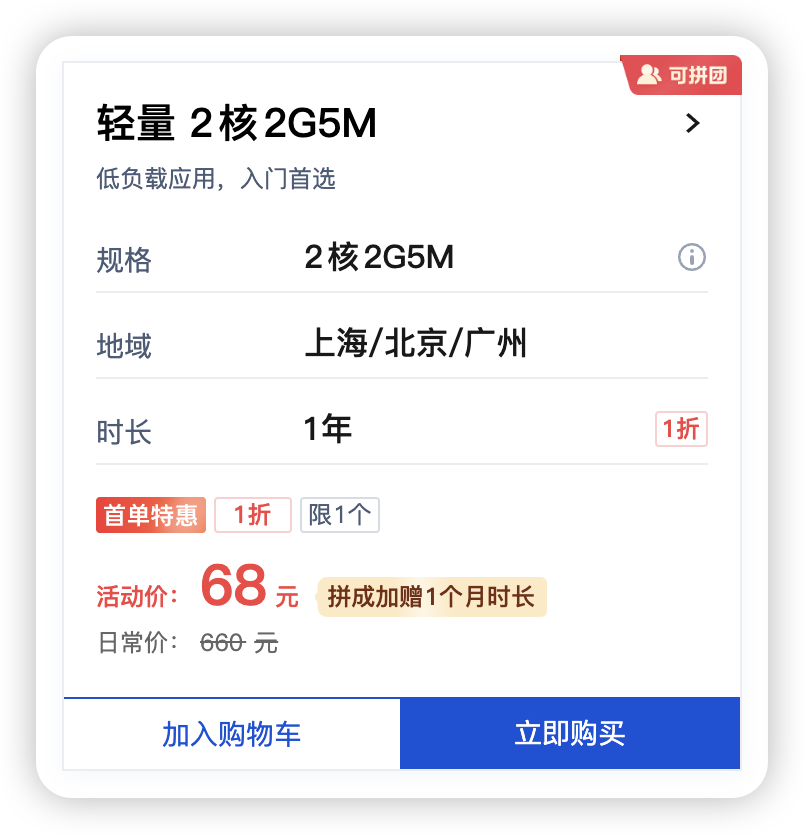 可拼团
轻量 2核2G5M
低负载应用，入门首选
规格 2核2G5M
地域 上海/北京/广州
时长 1年 1折
首单特惠 1折 限1个
活动价： 68 元 拼成加赠1个月时长
日常价： 660 元
加入购物车 立即购买